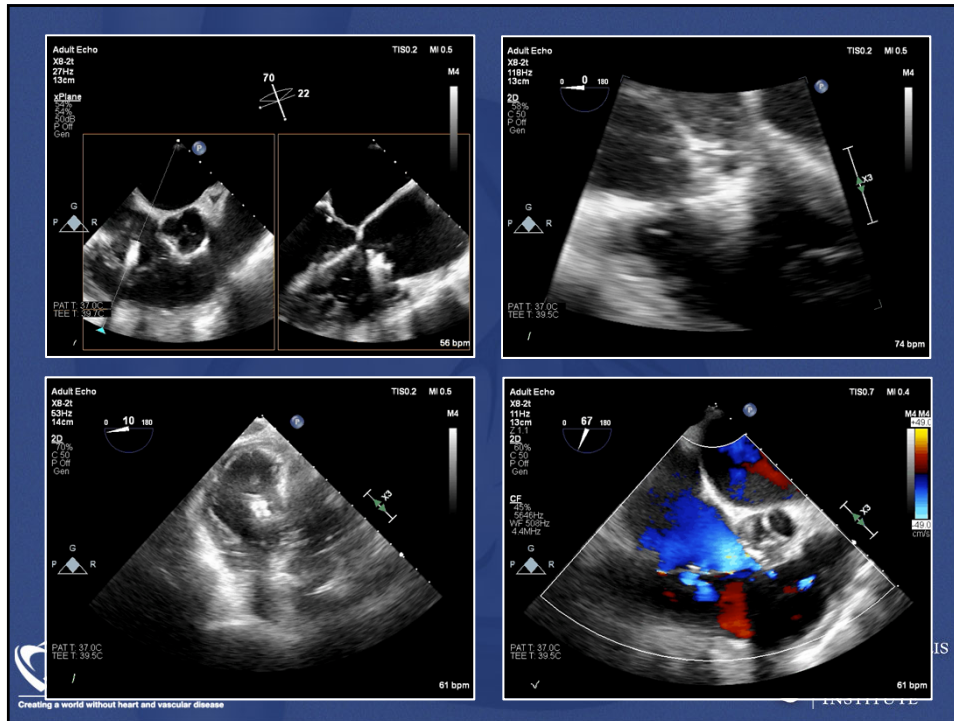 Adult Echo TIS0.2 MI 0.5
X8-2t
27Hz
13cm
M4
70
22
xPlane
54%
54%
50dB
P Off
Gen
P
G
P R
PAT T: 37.0C
TEE T: 39.7C
56 bpm
Adult Echo TIS0.2 MI 0.5
X8-2t
118Hz
13cm
M4
0 0 180
2D
58%
C 50
P Off
Gen
P
X3
G
P R
PAT T: 37.0C
TEE T: 39.5C
74 bpm
Adult Echo TIS0.2 MI 0.5
X8-2t
53Hz
14cm
M4
0 10 180
2D
70%
C 50
P Off
Gen
P
X3
G
P R
PAT T: 37.0C
TEE T: 39.5C
61 bpm
Adult Echo TIS0.7 MI 0.4
X8-2t
11Hz
13cm
Z 1.1
M4 M4
+49.0
0 67 180
2D
60%
C 50
P Off
Gen
P
CF
45%
5646Hz
WF 508Hz
4.4MHz
X3
-49.0
cm/s
G
P R
PAT T: 37.0C
TEE T: 39.5C
61 bpm
Creating a world without heart and vascular disease
INSTITUTE